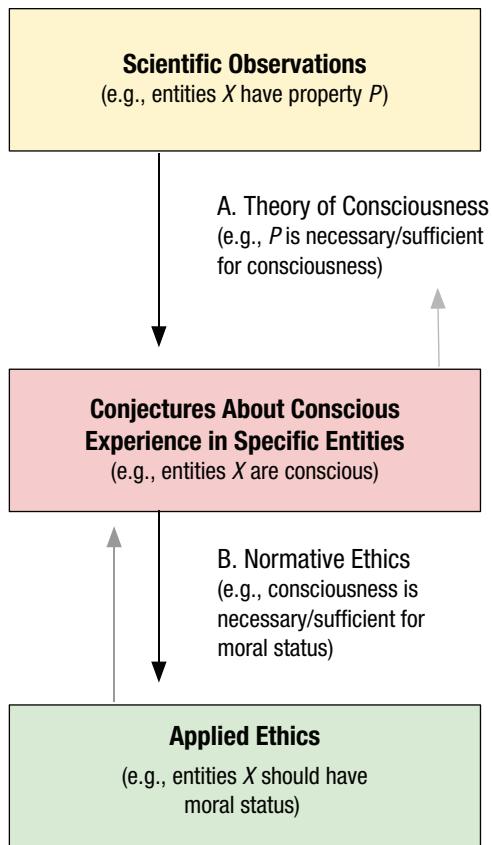 Scientific Observations
(e.g., entities X have property P)
A. Theory of Consciousness
(e.g., P is necessary/sufficient
for consciousness)
Conjectures About Conscious
Experience in Specific Entities
(e.g., entities X are conscious)
B. Normative Ethics
(e.g., consciousness is
necessary/sufficient for
moral status)
Applied Ethics
(e.g., entities X should have
moral status)